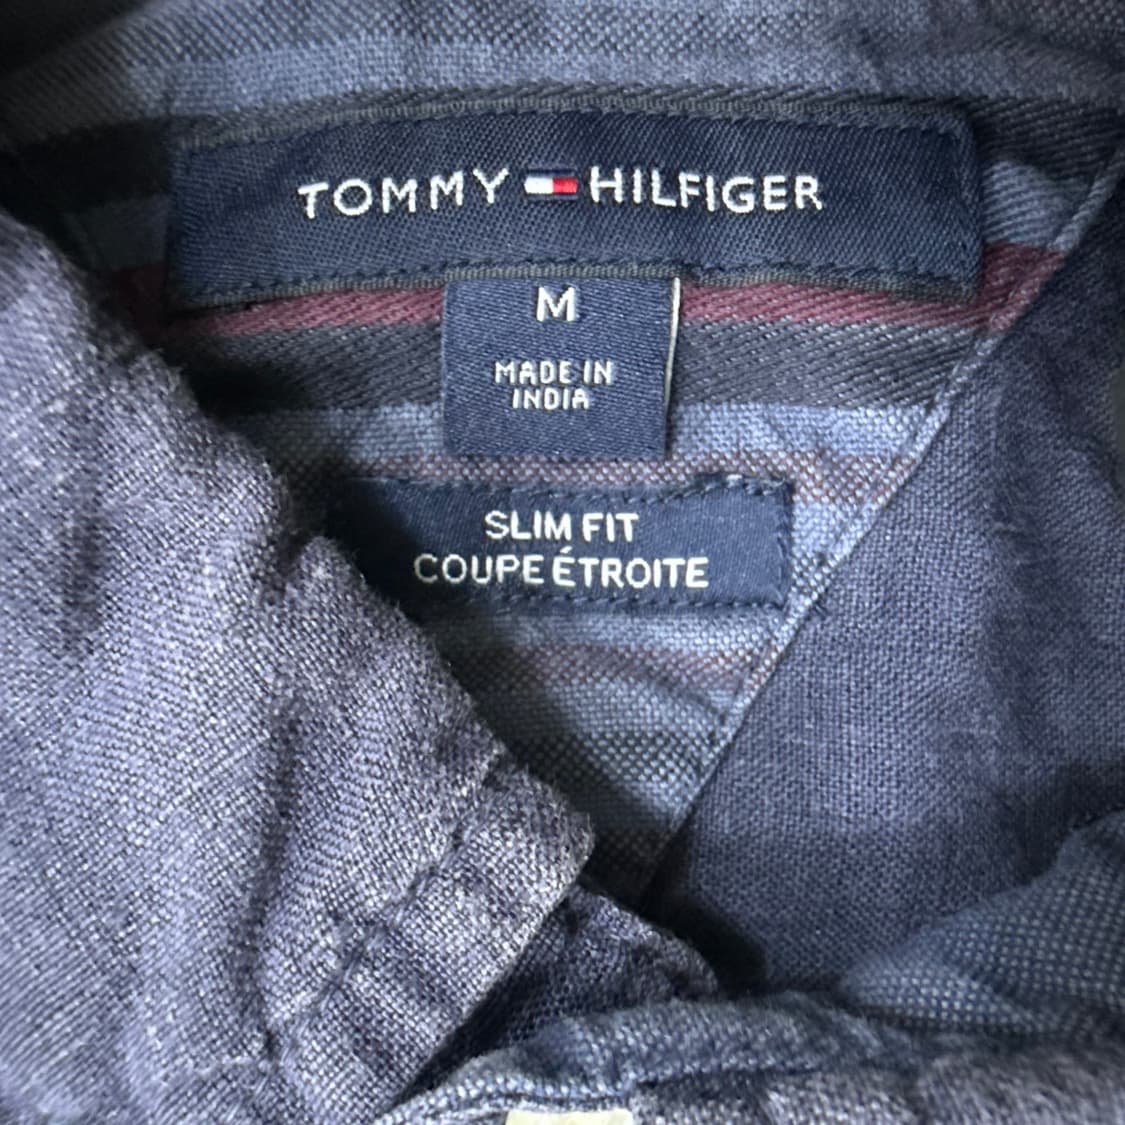 TOMMY HILFIGER
M
MADE IN
INDIA
SLIM FIT
COUPE ÉTROITE